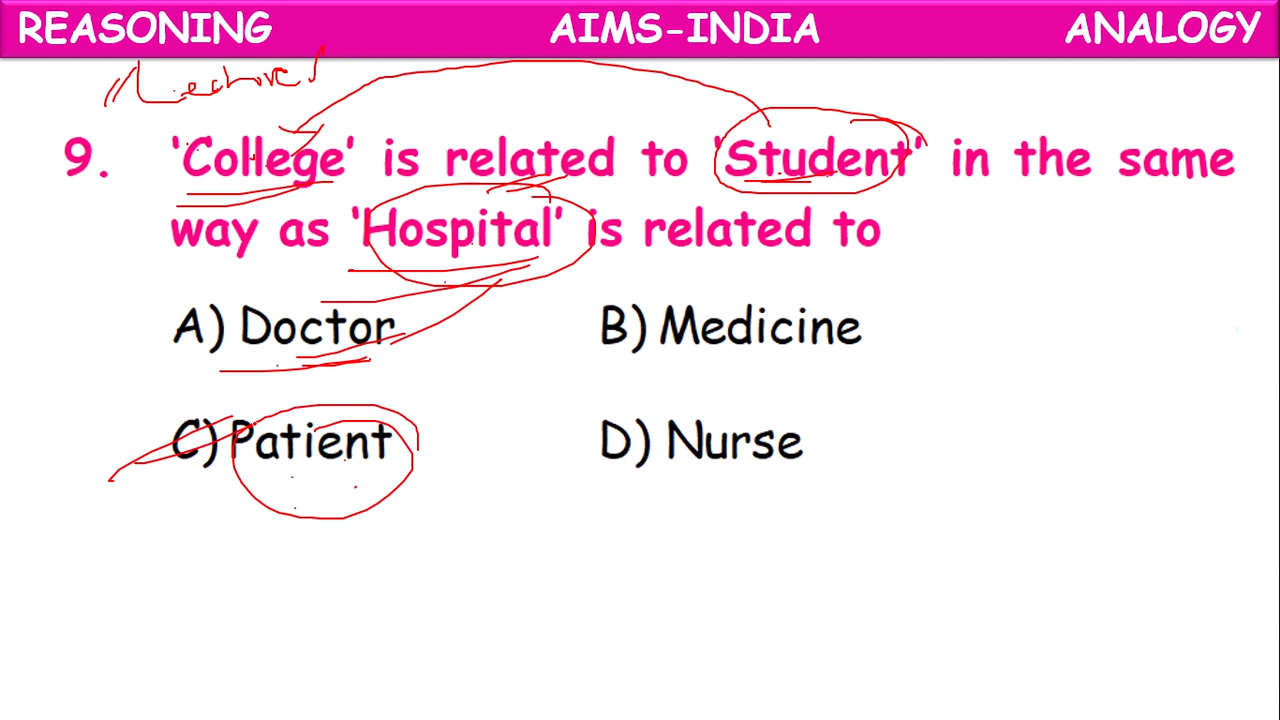 REASONING AIMS-INDIA ANALOGY
Lecturer
9. ‘College’ is related to ‘Student’ in the same
way as ‘Hospital’ is related to
A) Doctor B) Medicine
C) Patient D) Nurse